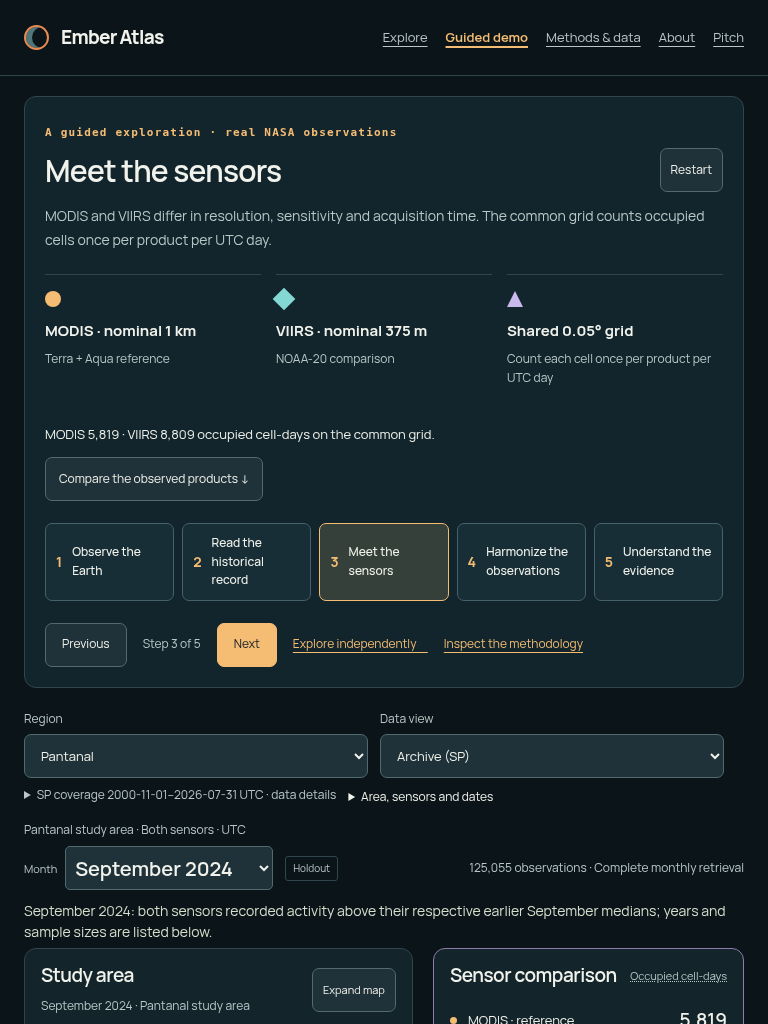 Ember Atlas
Explore
Guided demo
Methods & data
About
Pitch
A guided exploration · real NASA observations
Meet the sensors
Restart
MODIS and VIIRS differ in resolution, sensitivity and acquisition time. The common grid counts occupied
cells once per product per UTC day.
MODIS · nominal 1 km
Terra + Aqua reference
VIIRS · nominal 375 m
NOAA-20 comparison
Shared 0.05° grid
Count each cell once per product per
UTC day
MODIS 5,819 · VIIRS 8,809 occupied cell-days on the common grid.
Compare the observed products ↓
1 Observe the
Earth
2 Read the
historical
record
3 Meet the
sensors
4 Harmonize the
observations
5 Understand the
evidence
Previous
Step 3 of 5
Next
Explore independently
Inspect the methodology
Region
Pantanal
Data view
Archive (SP)
SP coverage 2000-11-01–2026-07-31 UTC · data details
Area, sensors and dates
Pantanal study area · Both sensors · UTC
Month
September 2024
Holdout
125,055 observations · Complete monthly retrieval
September 2024: both sensors recorded activity above their respective earlier September medians; years and
sample sizes are listed below.
Study area
September 2024 · Pantanal study area
Expand map
Sensor comparison
Occupied cell-days
MODIS · reference
5,819